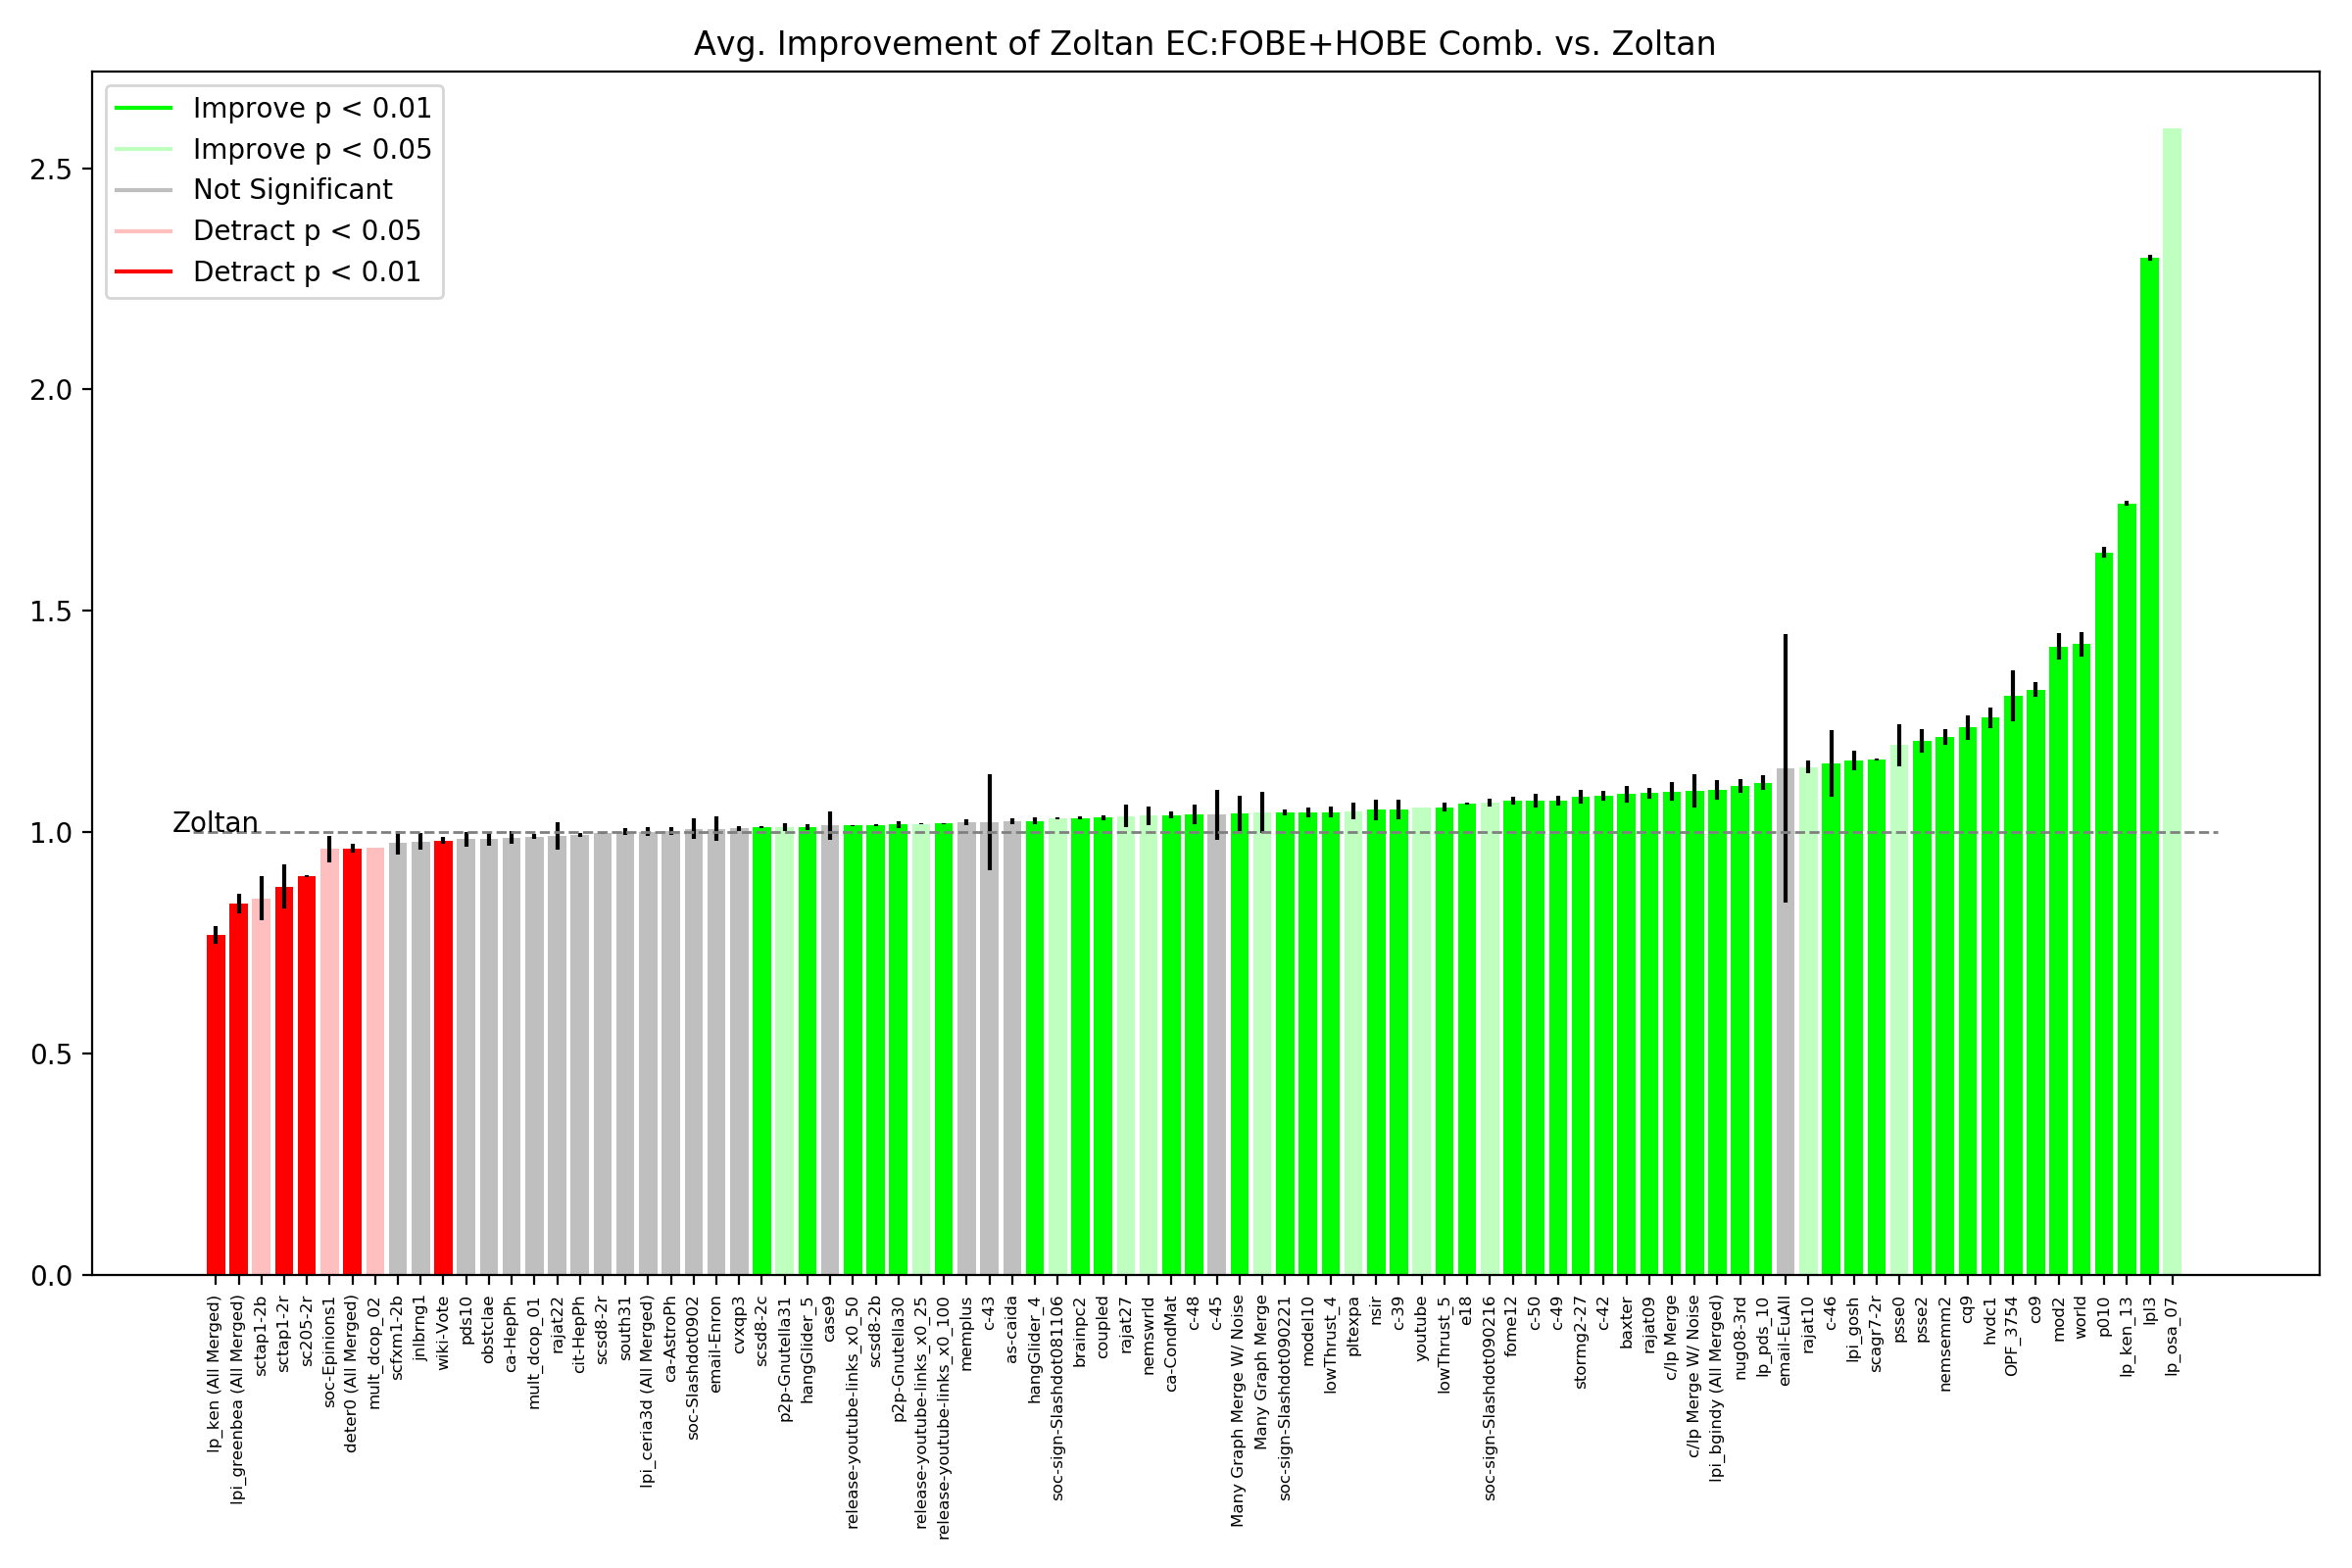 Avg. Improvement of Zoltan EC:FOBE+HOBE Comb. vs. Zoltan
Improve p < 0.01
Improve p < 0.05
Not Significant
Detract p < 0.05
Detract p < 0.01
2.5
2.0
1.5
1.0
0.5
0.0
Zoltan
lp_ken (All Merged)
lpi_greenbea (All Merged)
sctap1-2b
sctap1-2r
sc205-2r
soc-Epinions1
deter0 (All Merged)
mult_dcop_02
scfxm1-2b
jnlbrng1
wiki-Vote
pds10
obstclae
ca-HepPh
mult_dcop_01
rajat22
cit-HepPh
scsd8-2r
south31
lpi_ceria3d (All Merged)
ca-AstroPh
soc-Slashdot0902
email-Enron
cvxqp3
scsd8-2c
p2p-Gnutella31
hangGlider_5
case9
release-youtube-links_x0_50
scsd8-2b
p2p-Gnutella30
release-youtube-links_x0_25
release-youtube-links_x0_100
memplus
c-43
as-caida
hangGlider_4
soc-sign-Slashdot081106
brainpc2
coupled
rajat27
nemswrld
ca-CondMat
c-48
c-45
Many Graph Merge W/ Noise
Many Graph Merge
soc-sign-Slashdot090221
model10
lowThrust_4
pltexpa
nsir
c-39
youtube
lowThrust_5
e18
soc-sign-Slashdot090216
fome12
c-50
c-49
stormg2-27
c-42
baxter
rajat09
c/lp Merge
c/lp Merge W/ Noise
lpi_bgindy (All Merged)
nug08-3rd
lp_pds_10
email-EuAll
rajat10
c-46
lpi_gosh
scagr7-2r
psse0
psse2
nemsemm2
cq9
hvdc1
OPF_3754
co9
mod2
world
p010
lp_ken_13
lpl3
lp_osa_07